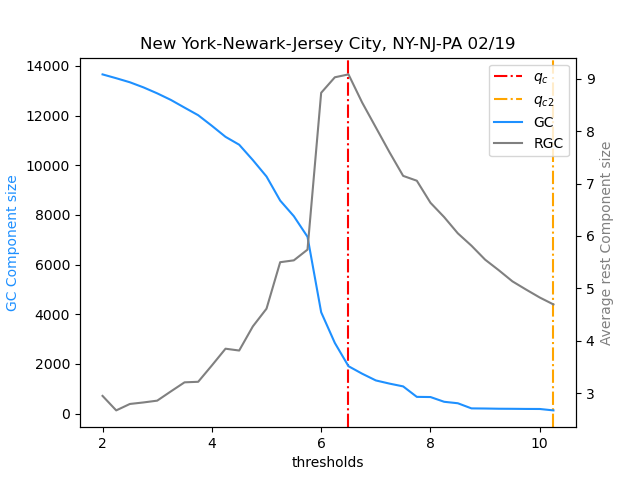 New York-Newark-Jersey City, NY-NJ-PA 02/19
14000
12000
10000
8000
6000
4000
2000
0
GC Component size
2
4
6
8
10
thresholds
9
8
7
6
5
4
3
Average rest Component size
q_c
q_c2
GC
RGC